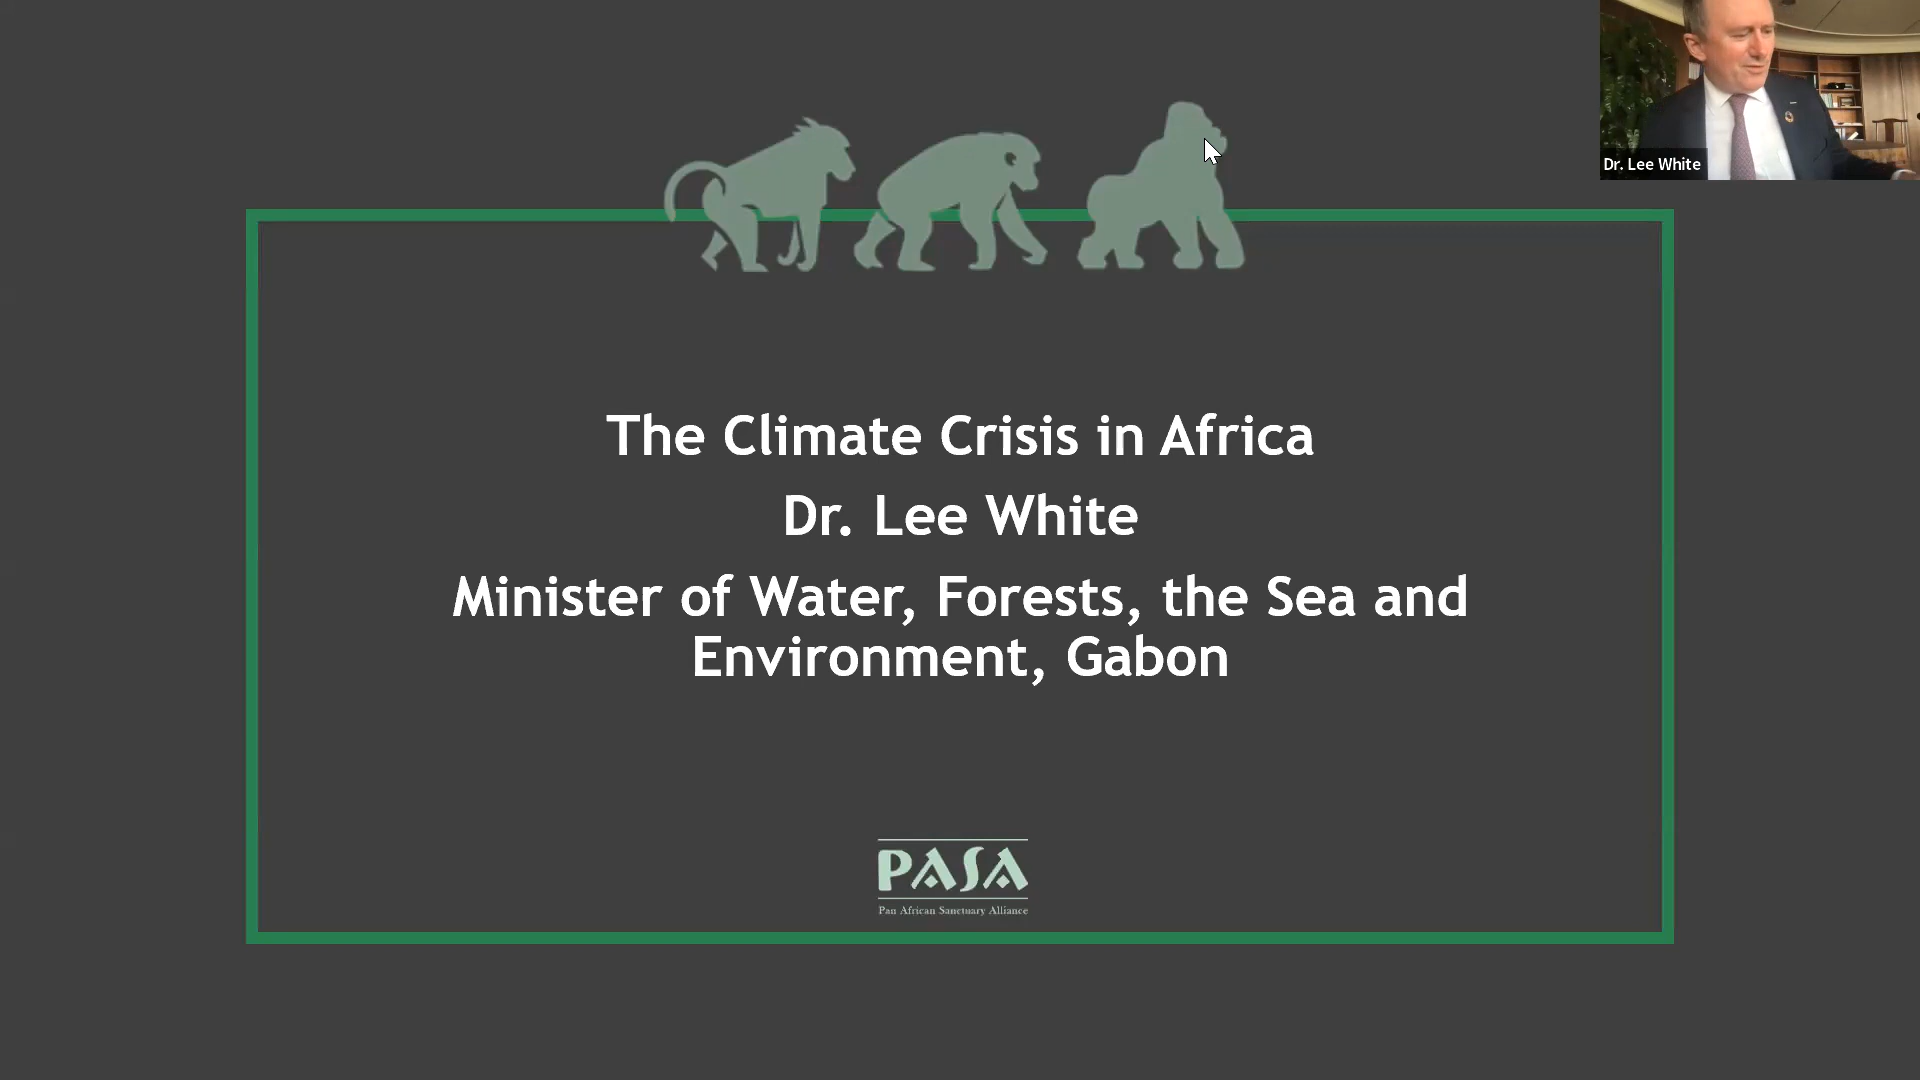 Dr. Lee White
The Climate Crisis in Africa
Dr. Lee White
Minister of Water, Forests, the Sea and
Environment, Gabon
PASA
Pan African Sanctuary Alliance